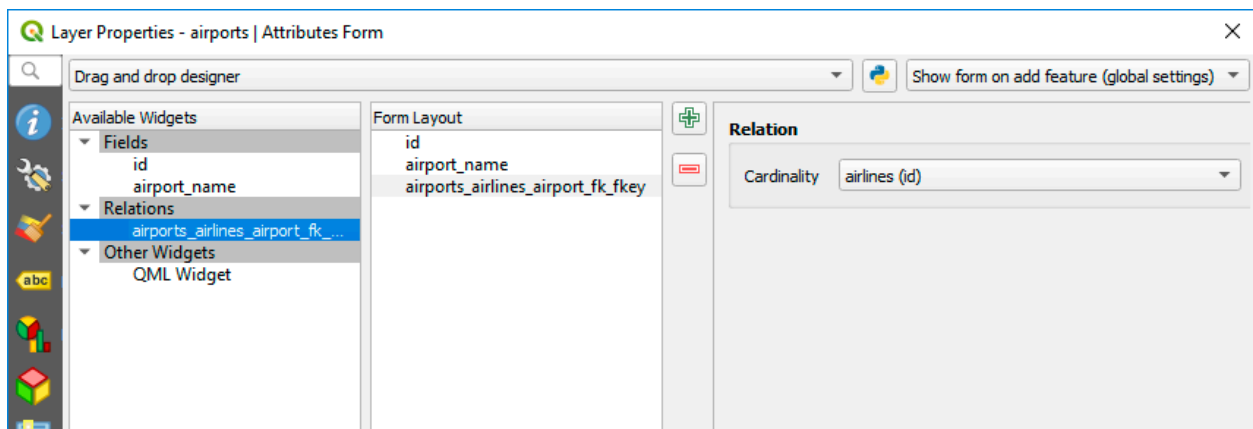 Layer Properties - airports | Attributes Form
Drag and drop designer
Show form on add feature (global settings)
Available Widgets
Fields
id
airport_name
Relations
airports_airlines_airport_fk_...
Other Widgets
QML Widget
Form Layout
id
airport_name
airports_airlines_airport_fk_fkey
Relation
Cardinality airlines (id)
abc